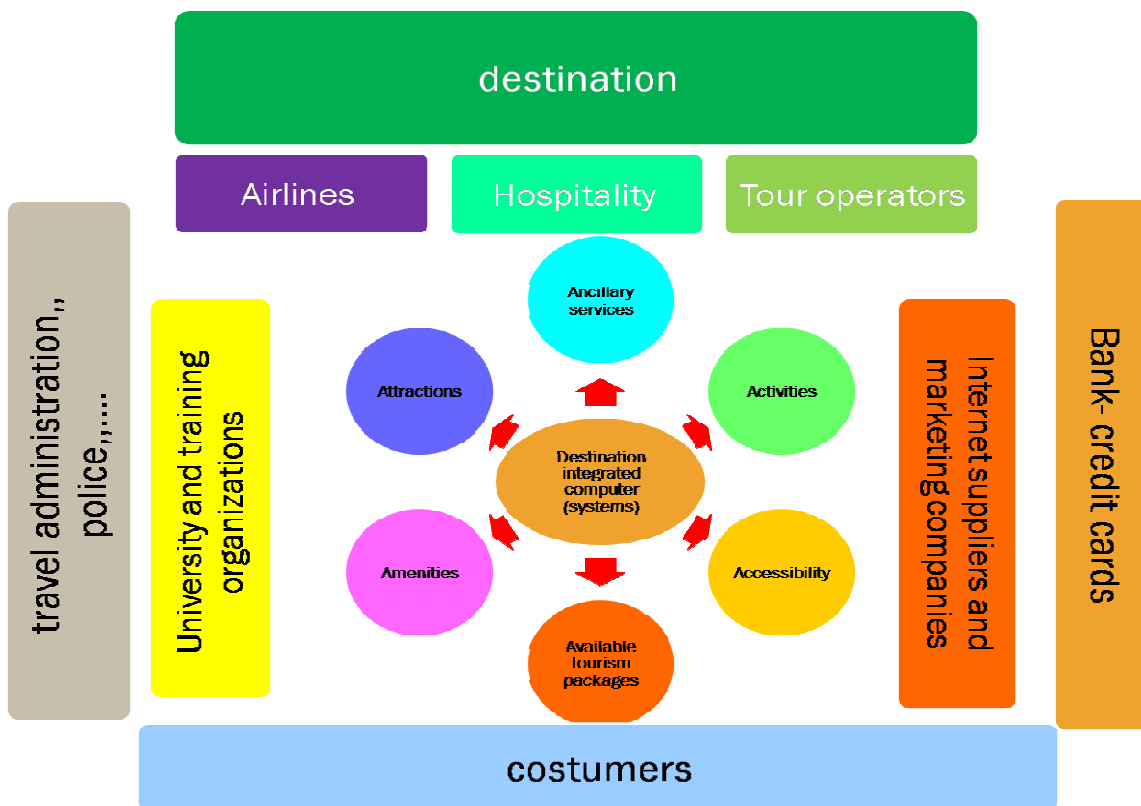 destination
Airlines
Hospitality
Tour operators
travel administration,,
police,,....
University and training
organizations
Ancillary
services
Attractions
Activities
Destination
integrated
computer
(systems)
Amenities
Accessibility
Available
tourism
packages
Internet suppliers and
marketing companies
Bank- credit cards
costumers